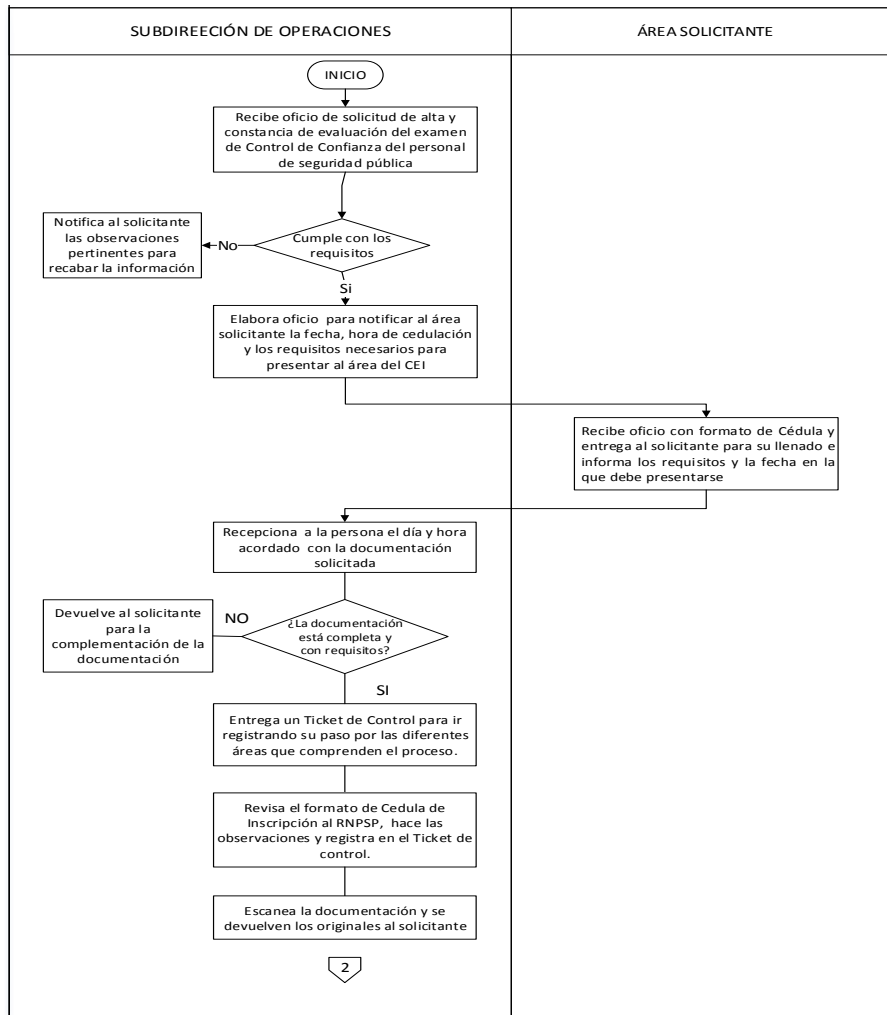 SUBDIREECIÓN DE OPERACIONES
ÁREA SOLICITANTE
INICIO
Recibe oficio de solicitud de alta y
constancia de evaluación del examen
de Control de Confianza del personal
de seguridad pública
Cumple con los
requisitos
No
Notifica al solicitante
las observaciones
pertinentes para
recabar la información
Si
Elabora oficio para notificar al área
solicitante la fecha, hora de cedulación
y los requisitos necesarios para
presentar al área del CEI
Recibe oficio con formato de Cédula y
entrega al solicitante para su llenado e
informa los requisitos y la fecha en la
que debe presentarse
Recepciona a la persona el día y hora
acordado con la documentación
solicitada
¿La documentación
está completa y
con requisitos?
NO
Devuelve al solicitante
para la
complementación de la
documentación
SI
Entrega un Ticket de Control para ir
registrando su paso por las diferentes
áreas que comprenden el proceso.
Revisa el formato de Cedula de
Inscripción al RNPSP, hace las
observaciones y registra en el Ticket de
control.
Escanea la documentación y se
devuelven los originales al solicitante
2